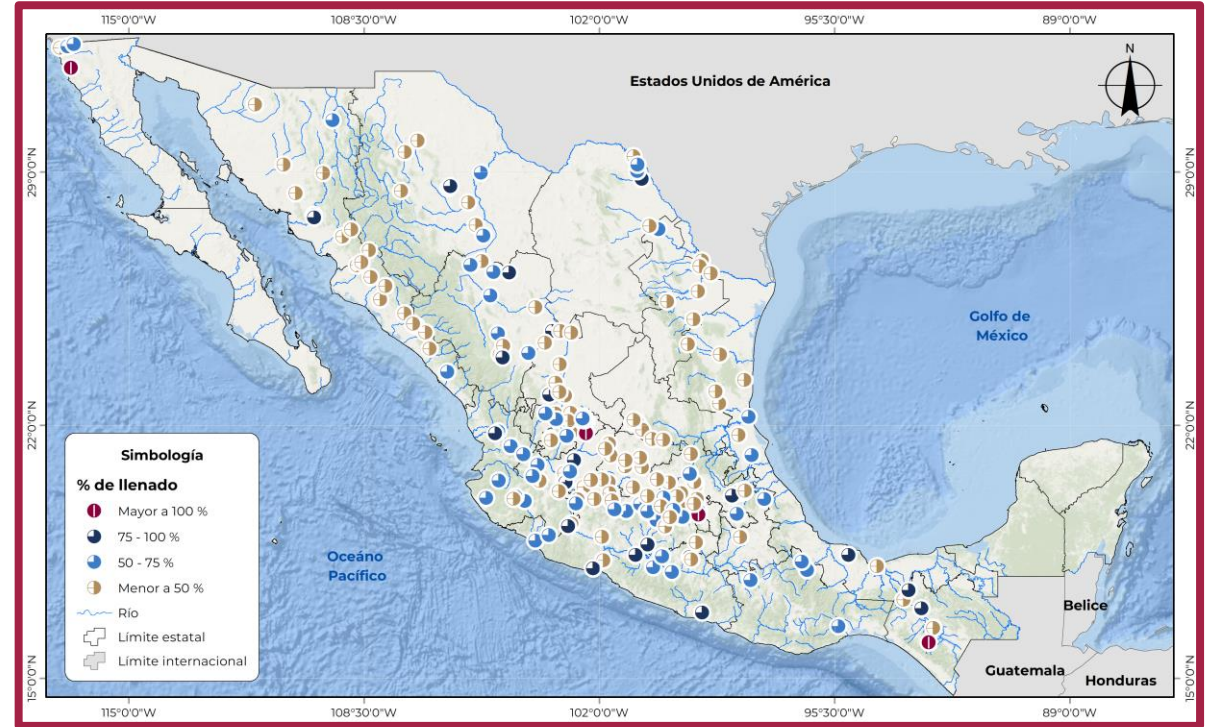 115°0'0"W 108°30'0"W 102°0'0"W 95°30'0"W 89°0'0"W
N
Estados Unidos de América
29°0'0"N
29°0'0"N
Golfo de
México
22°0'0"N
22°0'0"N
Simbología
% de llenado
Mayor a 100 %
75 - 100 %
50 - 75 %
Menor a 50 %
Río
Límite estatal
Límite internacional
Oceáno
Pacífico
Belice
Guatemala
Honduras
15°0'0"N
15°0'0"N
115°0'0"W 108°30'0"W 102°0'0"W 95°30'0"W 89°0'0"W